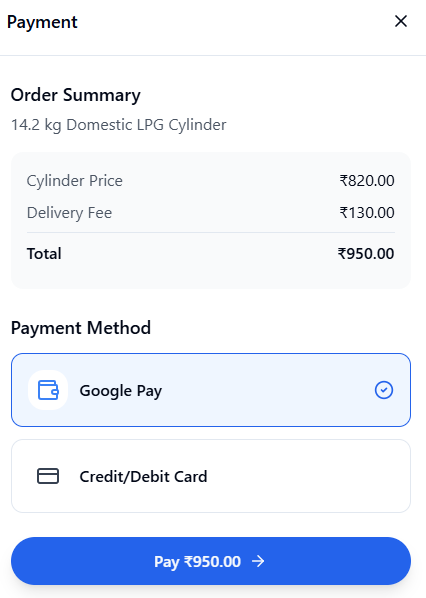 Payment
Order Summary
14.2 kg Domestic LPG Cylinder
Cylinder Price ₹820.00
Delivery Fee ₹130.00
Total ₹950.00
Payment Method
Google Pay
Credit/Debit Card
Pay ₹950.00 →